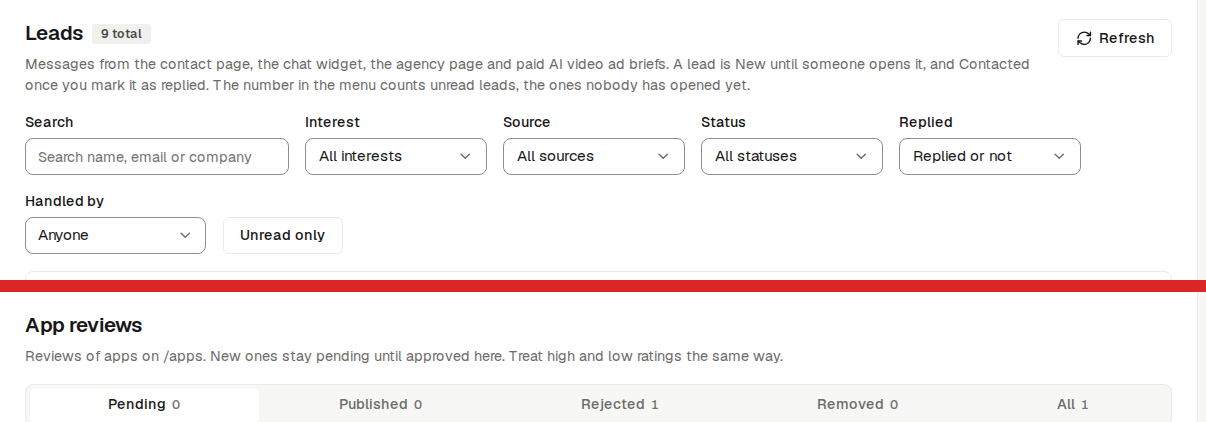 Leads 9 total
Refresh
Messages from the contact page, the chat widget, the agency page and paid AI video ad briefs. A lead is New until someone opens it, and Contacted
once you mark it as replied. The number in the menu counts unread leads, the ones nobody has opened yet.
Search Interest Source Status Replied
Search name, email or company All interests All sources All statuses Replied or not
Handled by
Anyone Unread only
App reviews
Reviews of apps on /apps. New ones stay pending until approved here. Treat high and low ratings the same way.
Pending 0 Published 0 Rejected 1 Removed 0 All 1